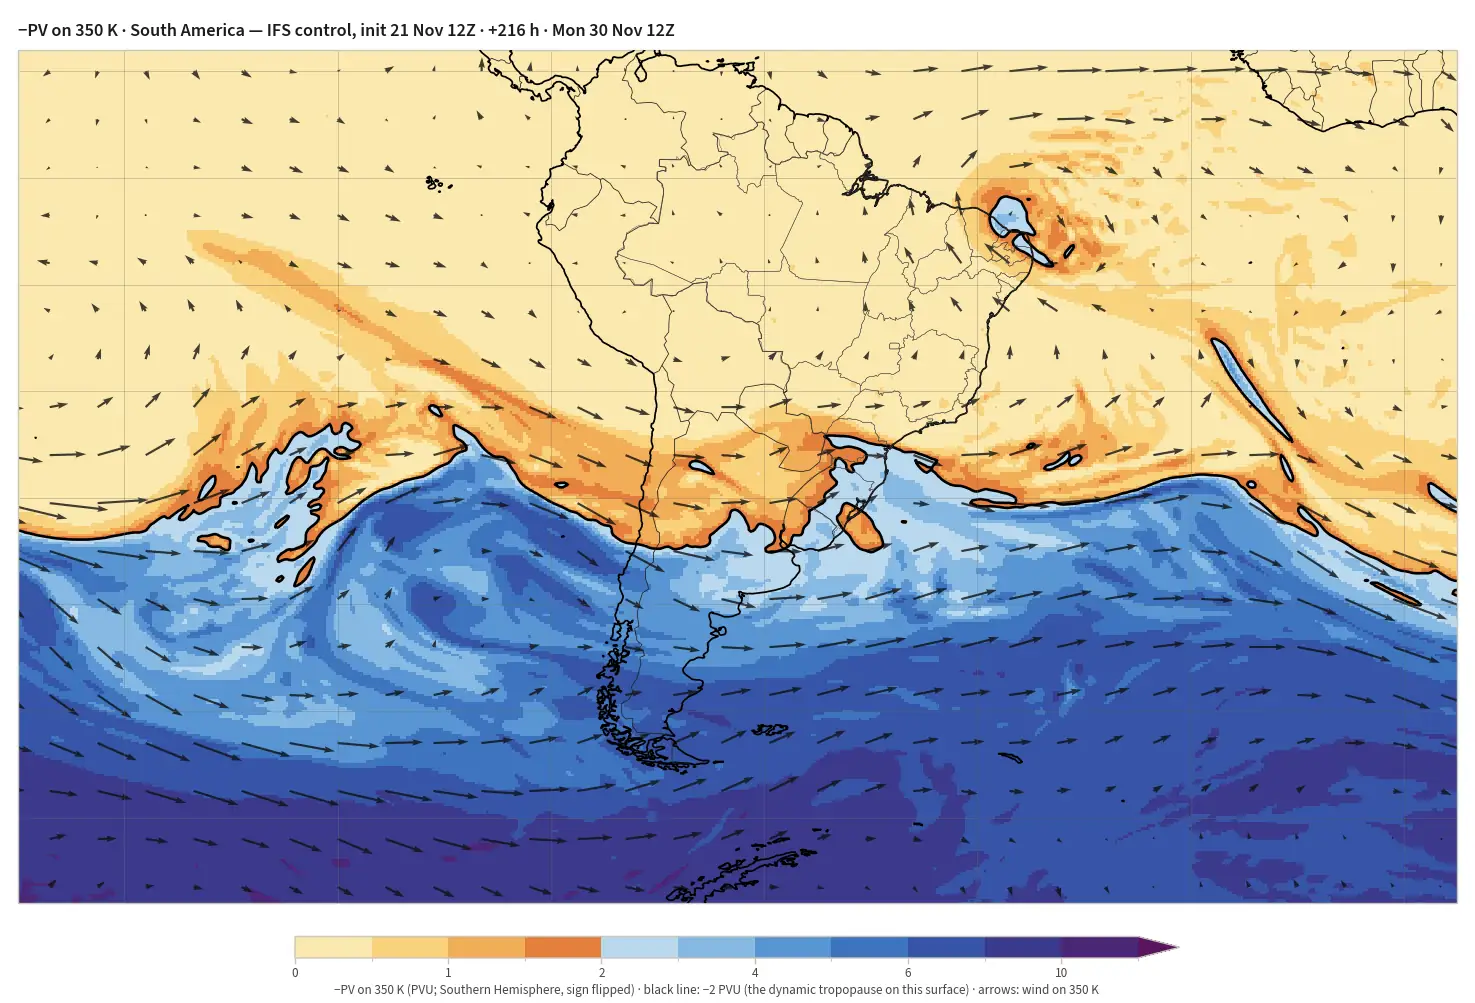 −PV on 350 K · South America — IFS control, init 21 Nov 12Z · +216 h · Mon 30 Nov 12Z
0 1 2 4 6 10
−PV on 350 K (PVU; Southern Hemisphere, sign flipped) · black line: −2 PVU (the dynamic tropopause on this surface) · arrows: wind on 350 K